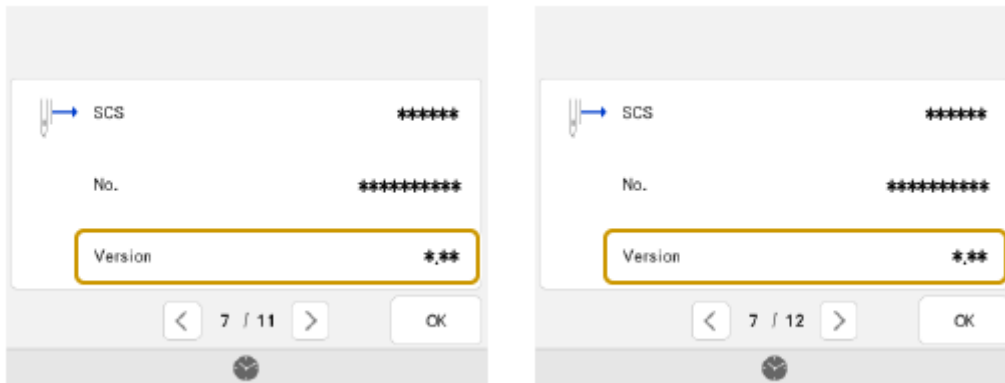 SCS ******
No. **********
Version *.**
7 / 11 OK
SCS ******
No. **********
Version *.**
7 / 12 OK